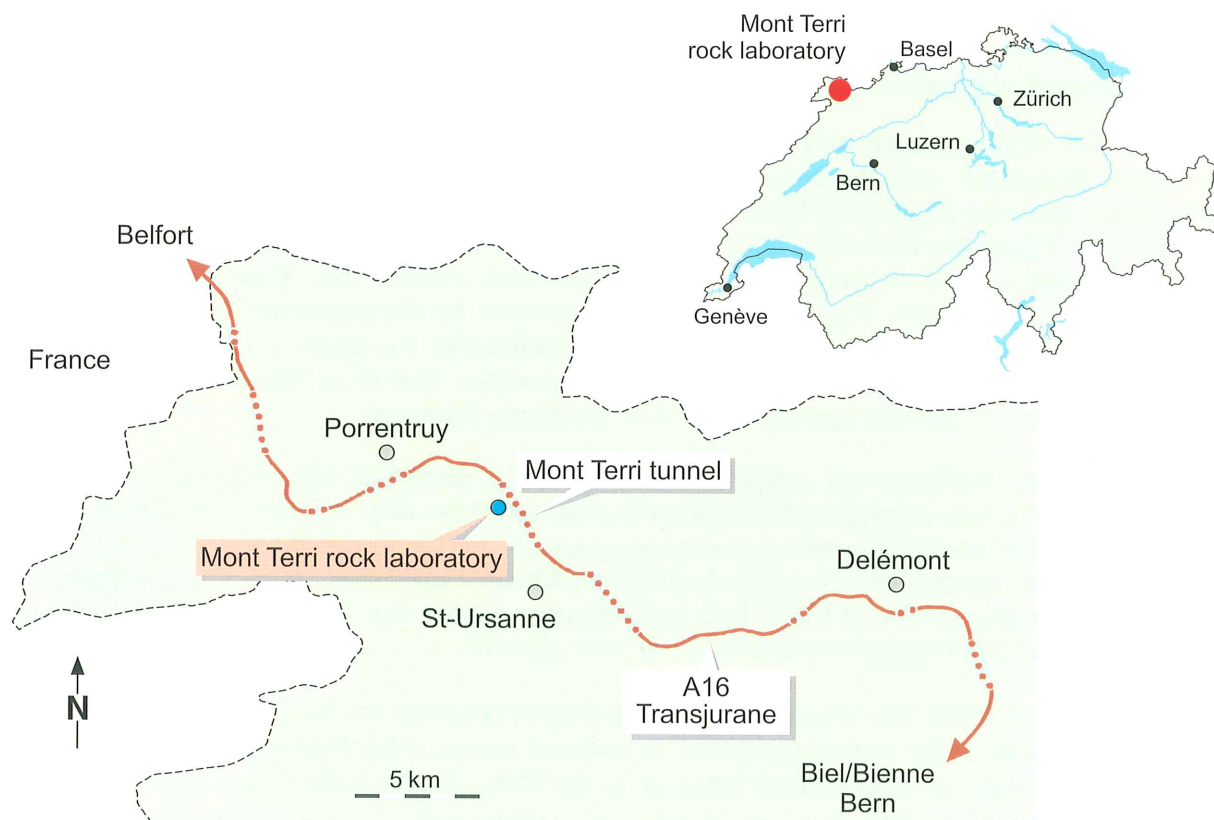 Mont Terri
rock laboratory
Basel
Zürich
Luzern
Bern
Genève
Belfort
France
Porrentruy
Mont Terri tunnel
Mont Terri rock laboratory
Delémont
St-Ursanne
A16
Transjurane
N
5 km
Biel/Bienne
Bern